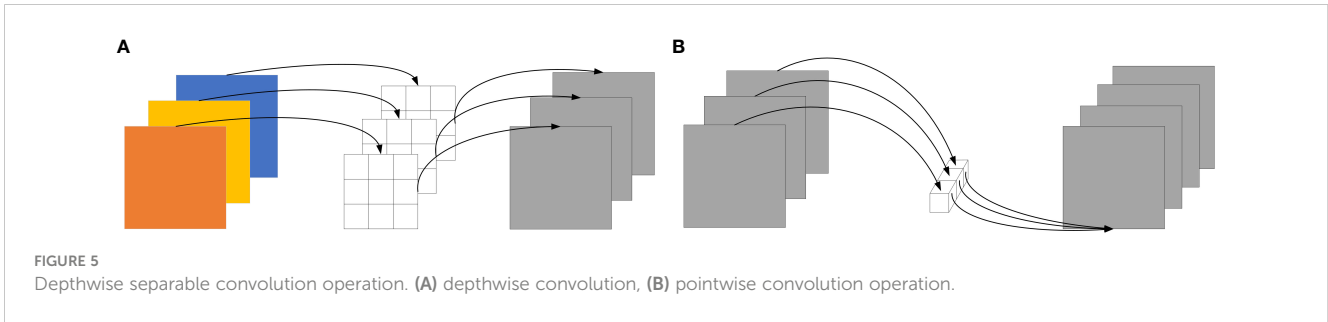 A
B
FIGURE 5
Depthwise separable convolution operation. (A) depthwise convolution, (B) pointwise convolution operation.